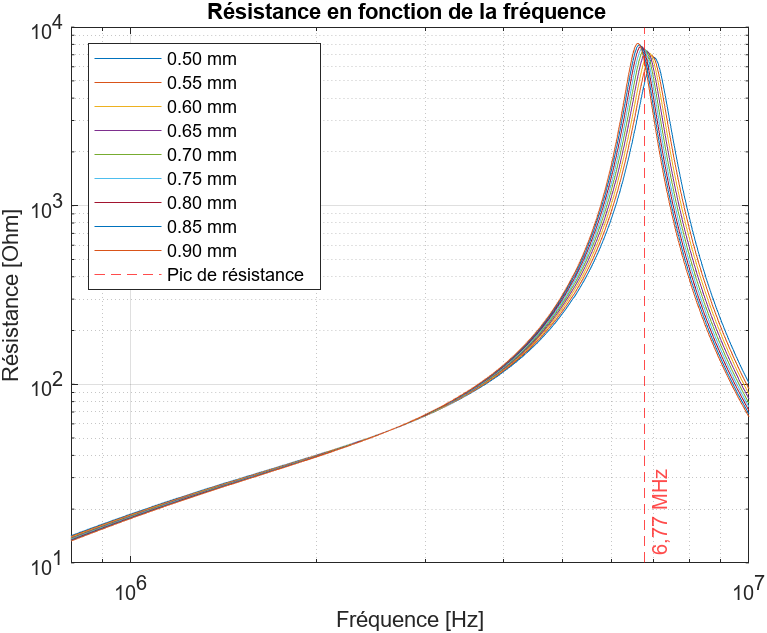 Résistance en fonction de la fréquence
10^4
10^3
10^2
10^1
Résistance [Ohm]
0.50 mm
0.55 mm
0.60 mm
0.65 mm
0.70 mm
0.75 mm
0.80 mm
0.85 mm
0.90 mm
Pic de résistance
6,77 MHz
10^6
10^7
Fréquence [Hz]